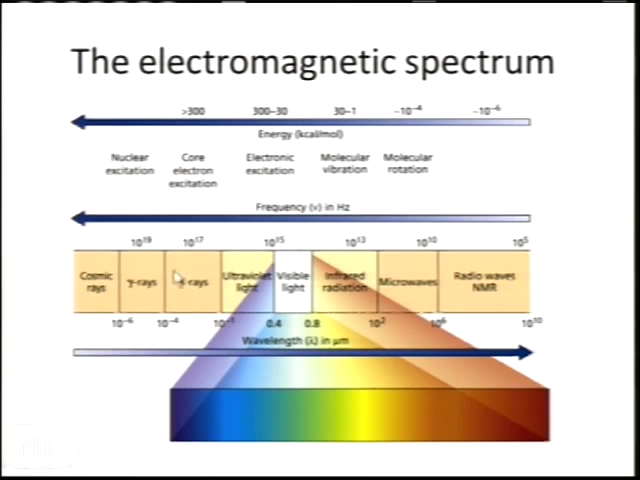 The electromagnetic spectrum
>300 300–30 30–1 ~10⁻⁴ ~10⁻⁶
Energy (kcal/mol)
Nuclear excitation
Core electron excitation
Electronic excitation
Molecular vibration
Molecular rotation
Frequency (ν) in Hz
10¹⁹ 10¹⁷ 10¹⁵ 10¹³ 10¹⁰ 10⁵
Cosmic rays
γ-rays
X-rays
Ultraviolet light
Visible light
Infrared radiation
Microwaves
Radio waves NMR
10⁻⁶ 10⁻⁴ 10⁻¹ 0.4 0.8 10² 10⁶ 10¹⁰
Wavelength (λ) in μm